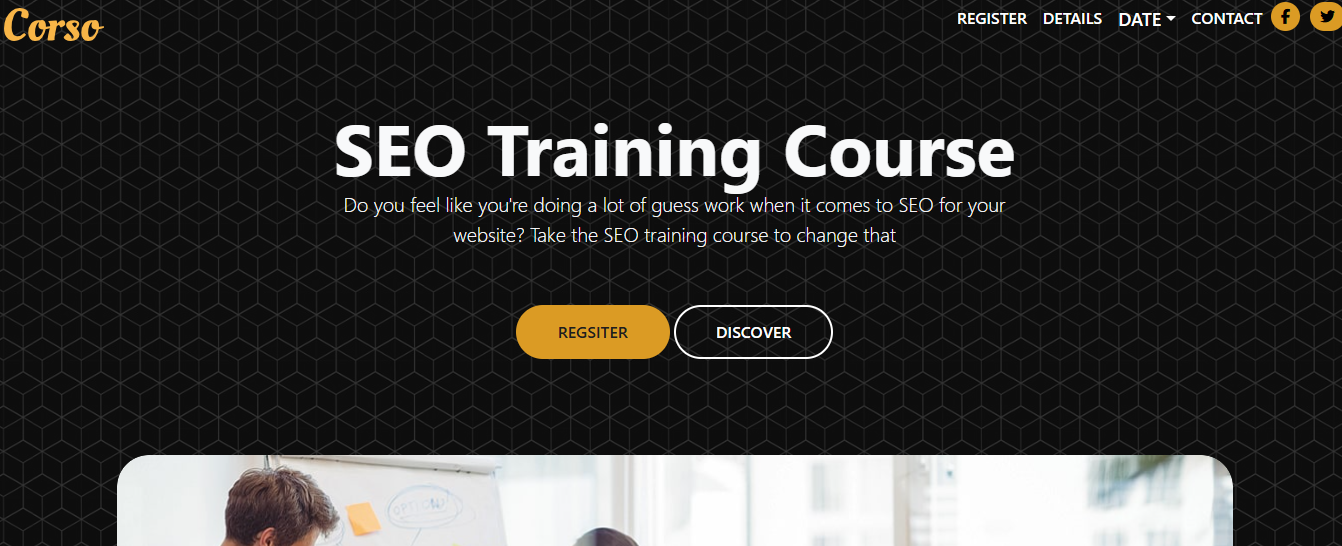 Corso
REGISTER DETAILS DATE CONTACT
SEO Training Course
Do you feel like you're doing a lot of guess work when it comes to SEO for your
website? Take the SEO training course to change that
REGSITER DISCOVER
OPTION